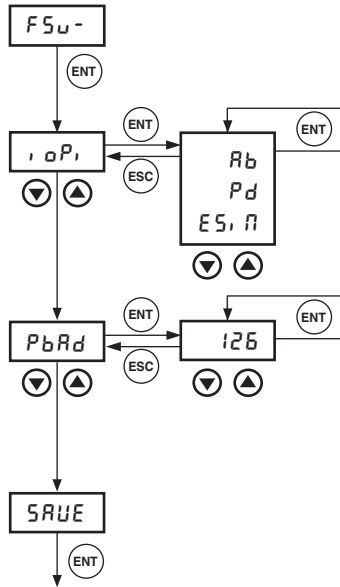 FSu-
ENT
ioPi
ENT
ESC
Ab
Pd
ESiM
ENT
PbAd
ENT
ESC
126
ENT
SAUE
ENT